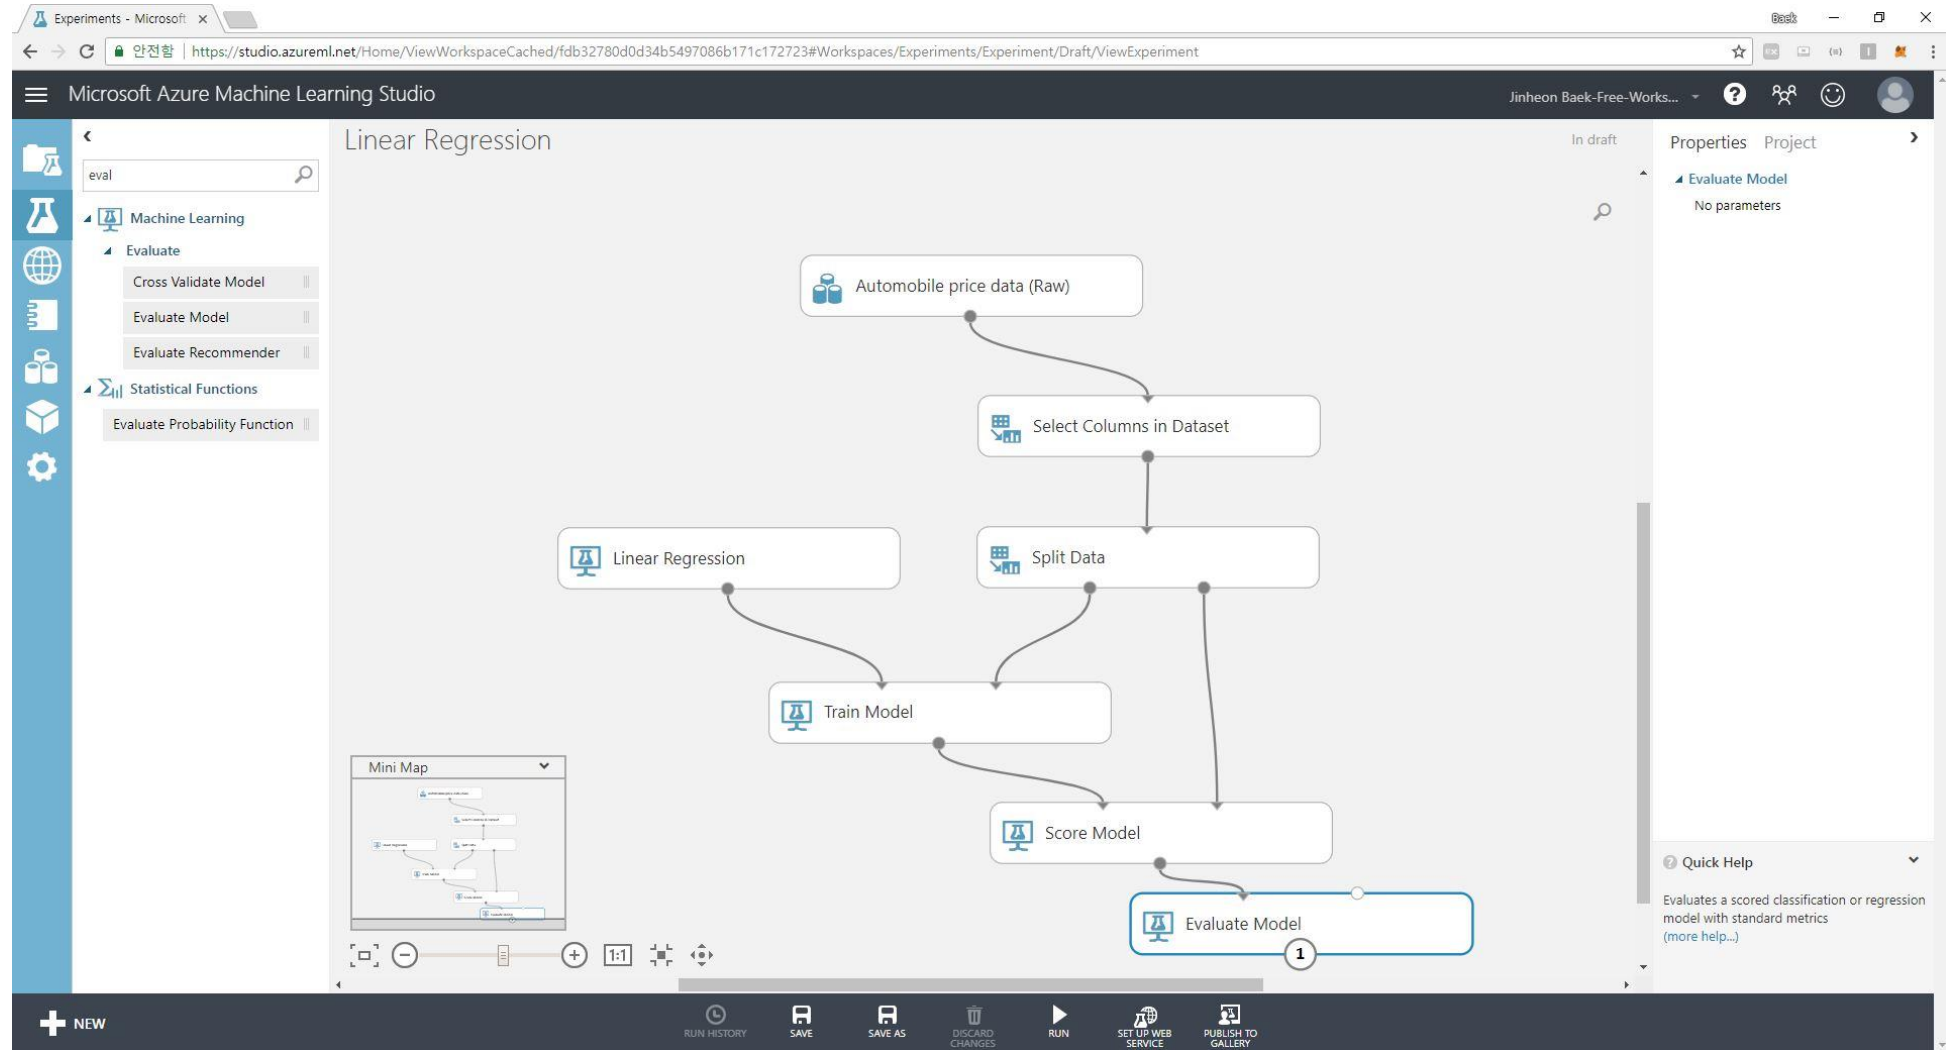 Experiments - Microsoft
Back
안전함 | https://studio.azureml.net/Home/ViewWorkspaceCached/fdb32780d0d34b5497086b171c172723#Workspaces/Experiments/Experiment/Draft/ViewExperiment
Microsoft Azure Machine Learning Studio
Jinheon Baek-Free-Works...
eval
Machine Learning
Evaluate
Cross Validate Model
Evaluate Model
Evaluate Recommender
Statistical Functions
Evaluate Probability Function
Linear Regression
In draft
Automobile price data (Raw)
Select Columns in Dataset
Linear Regression
Split Data
Train Model
Score Model
Evaluate Model
1
Mini Map
1:1
Properties Project
Evaluate Model
No parameters
Quick Help
Evaluates a scored classification or regression
model with standard metrics
(more help...)
NEW
RUN HISTORY
SAVE
SAVE AS
DISCARD
CHANGES
RUN
SET UP WEB
SERVICE
PUBLISH TO
GALLERY